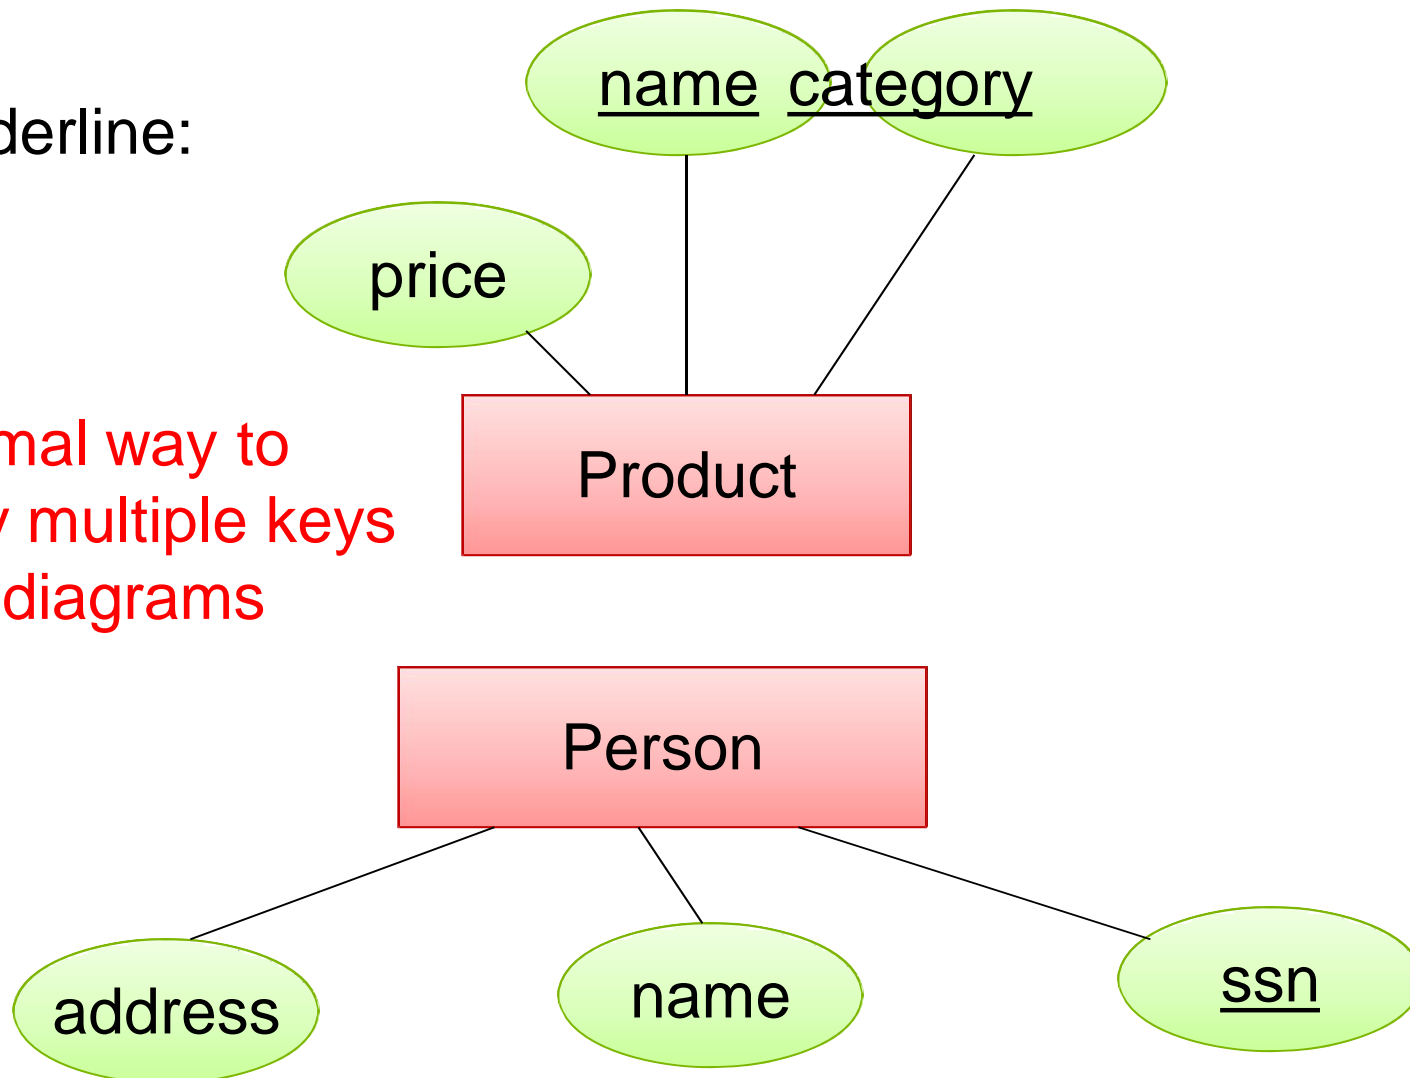 name category
derline:
price
mal way to
Product
y multiple keys
diagrams
Person
address
name
ssn